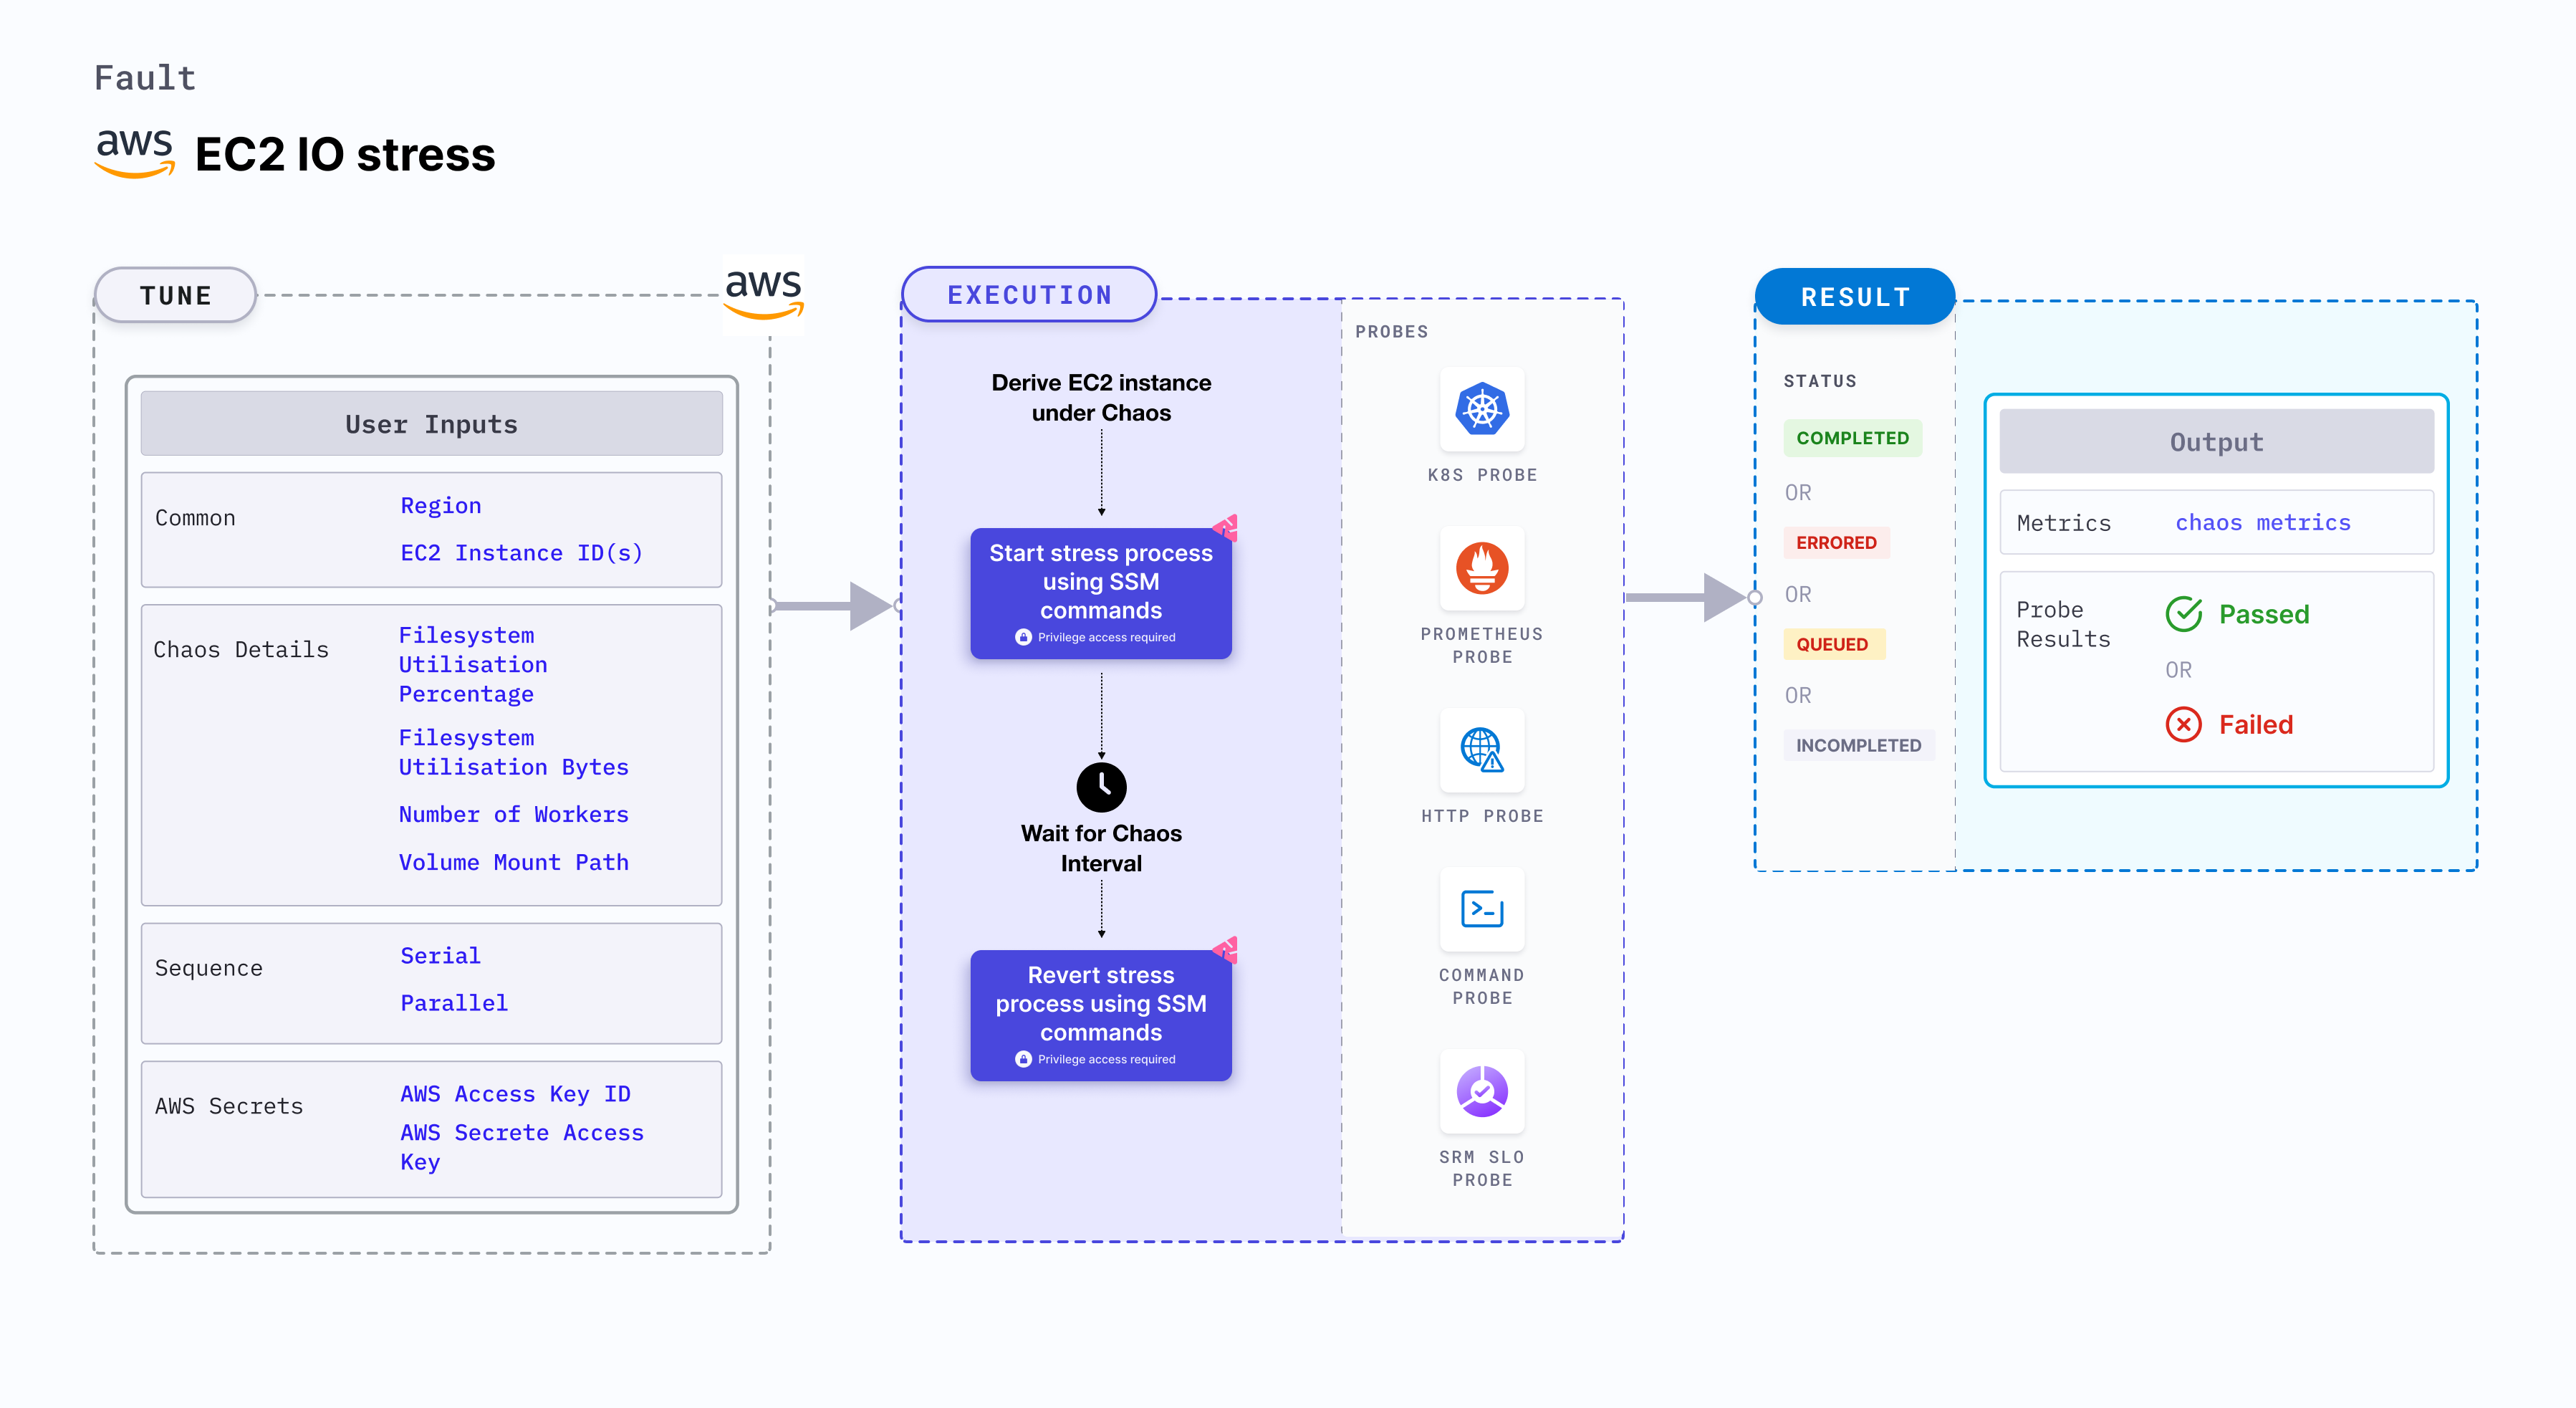 Fault
aws EC2 IO stress
TUNE
aws
User Inputs
Common
Region
EC2 Instance ID(s)
Chaos Details
Filesystem
Utilisation
Percentage
Filesystem
Utilisation Bytes
Number of Workers
Volume Mount Path
Sequence
Serial
Parallel
AWS Secrets
AWS Access Key ID
AWS Secrete Access
Key
EXECUTION
Derive EC2 instance
under Chaos
Start stress process
using SSM
commands
Privilege access required
Wait for Chaos
Interval
Revert stress
process using SSM
commands
Privilege access required
PROBES
K8S PROBE
PROMETHEUS
PROBE
HTTP PROBE
COMMAND
PROBE
SRM SLO
PROBE
RESULT
STATUS
COMPLETED
OR
ERRORED
OR
QUEUED
OR
INCOMPLETED
Output
Metrics
chaos metrics
Probe
Results
Passed
OR
Failed